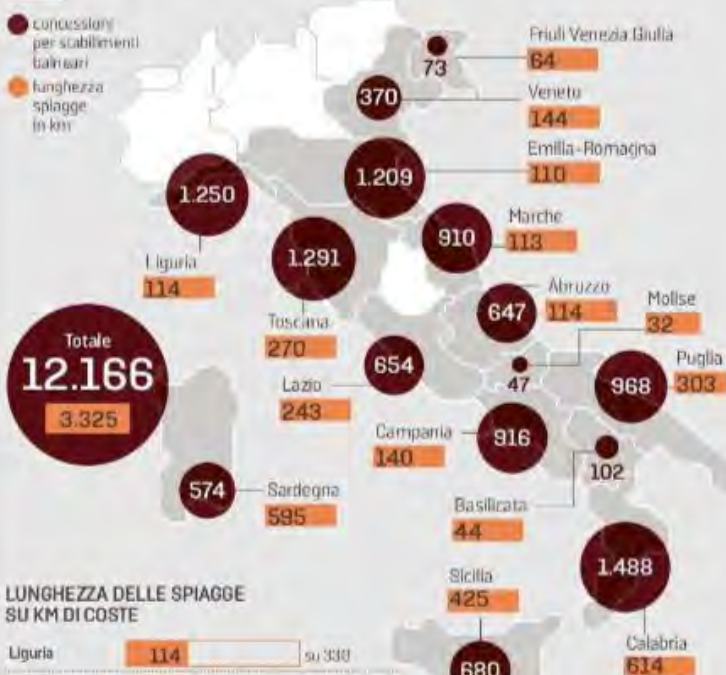 concessioni
per stabilimenti
balneari
lunghezza
spiagge
in km
Friuli Venezia Giulia
73
64
370
Veneto
144
1.209
Emilia-Romagna
110
1.250
Liguria
114
910
Marche
113
1.291
Toscana
270
647
Abruzzo
114
Molise
32
47
Totale
12.166
3.325
654
Lazio
243
968
Puglia
303
Campania
140
916
102
Basilicata
44
574
Sardegna
595
1.488
Calabria
614
Sicilia
425
680
LUNGHEZZA DELLE SPIAGGE
SU KM DI COSTE
Liguria
114
su 330